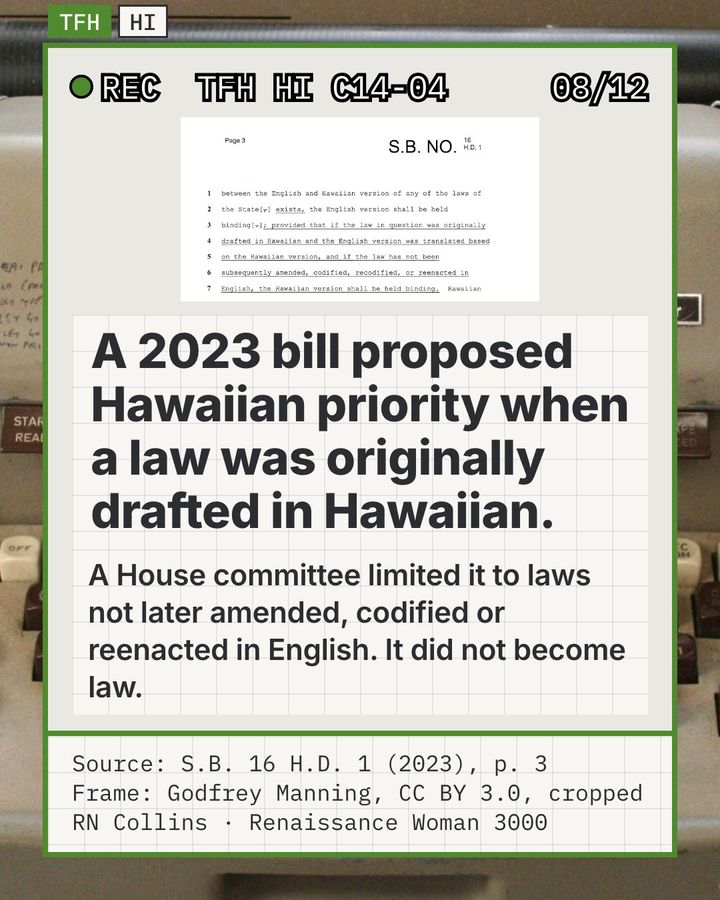 TFH HI
REC TFH HI C14-04 08/12
Page 3 S.B. NO. 16
H.D. 1
1 between the English and Hawaiian version of any of the laws of
2 the State[,] exists, the English version shall be held
3 binding[.]; provided that if the law in question was originally
4 drafted in Hawaiian and the English version was translated based
5 on the Hawaiian version, and if the law has not been
6 subsequently amended, codified, recodified, or reenacted in
7 English, the Hawaiian version shall be held binding. Hawaiian
A 2023 bill proposed
Hawaiian priority when
a law was originally
drafted in Hawaiian.
A House committee limited it to laws
not later amended, codified or
reenacted in English. It did not become
law.
Source: S.B. 16 H.D. 1 (2023), p. 3
Frame: Godfrey Manning, CC BY 3.0, cropped
RN Collins · Renaissance Woman 3000
OFF